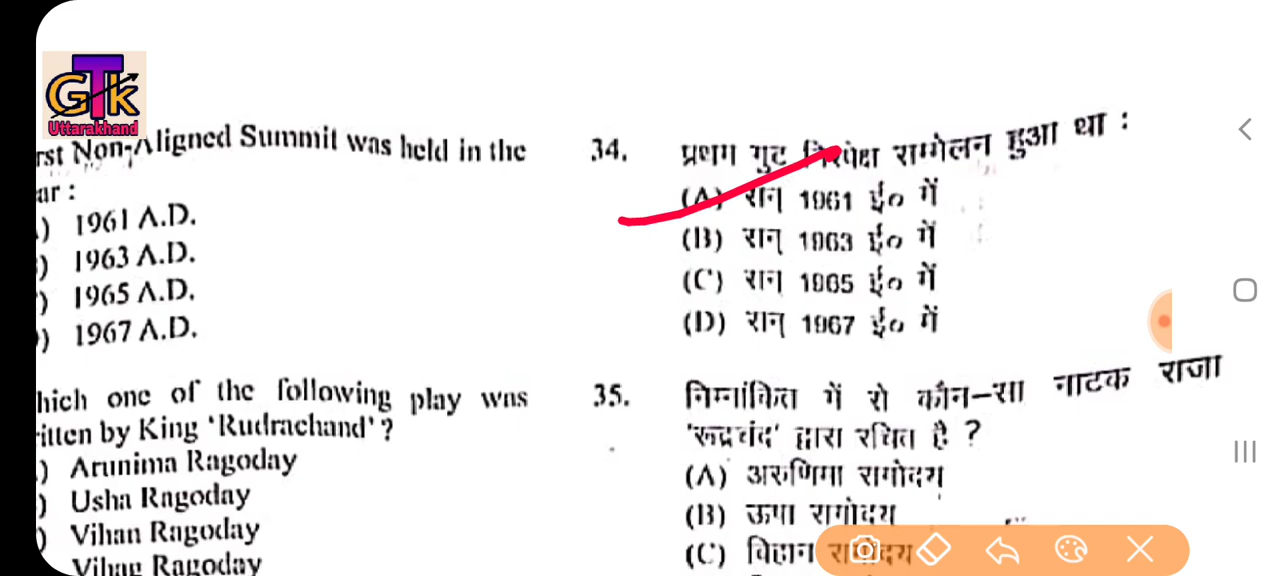 GTK
Uttarakhand
rst Non-Aligned Summit was held in the
ar :
) 1961 A.D.
) 1963 A.D.
) 1965 A.D.
) 1967 A.D.
hich one of the following play was
itten by King 'Rudrachand' ?
) Arunima Ragoday
) Usha Ragoday
) Vihan Ragoday
Vihag Ragoday
34. प्रथम गुट निरपेक्ष सम्मेलन हुआ था :
(A) सन् 1961 ई० में
(B) सन् 1963 ई० में
(C) सन् 1965 ई० में
(D) सन् 1967 ई० में
35. निम्नांकित में से कौन-सा नाटक राजा
'रूद्रचंद' द्वारा रचित है ?
(A) अरुणिमा रागोदय
(B) ऊषा रागोदय
(C) विहान रागोदय